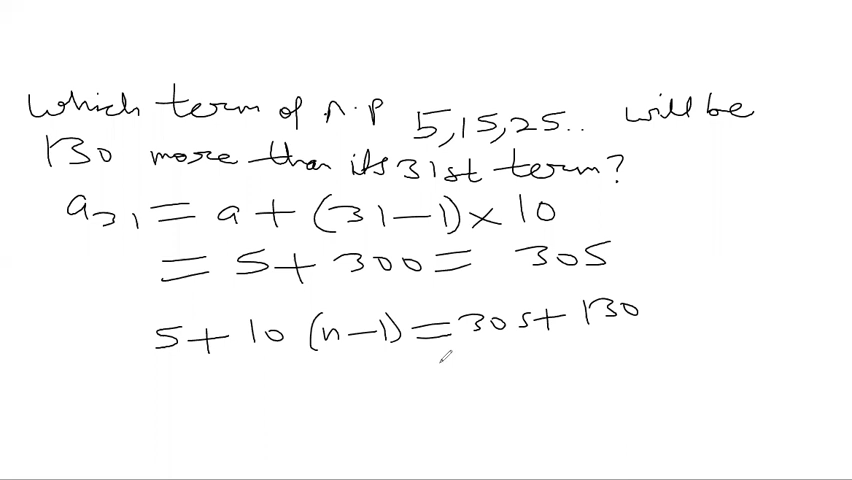 Which term of A.P 5,15,25.. will be
130 more than its 31st term?
a31 = a + (31-1) × 10
= 5 + 300 = 305
5 + 10 (n-1) = 305 + 130